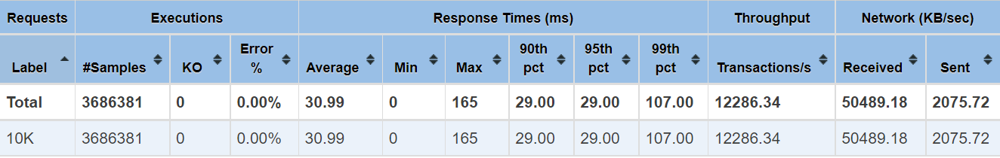 Requests Executions Response Times (ms) Throughput Network (KB/sec)
Label #Samples KO Error % Average Min Max 90th pct 95th pct 99th pct Transactions/s Received Sent
Total 3686381 0 0.00% 30.99 0 165 29.00 29.00 107.00 12286.34 50489.18 2075.72
10K 3686381 0 0.00% 30.99 0 165 29.00 29.00 107.00 12286.34 50489.18 2075.72